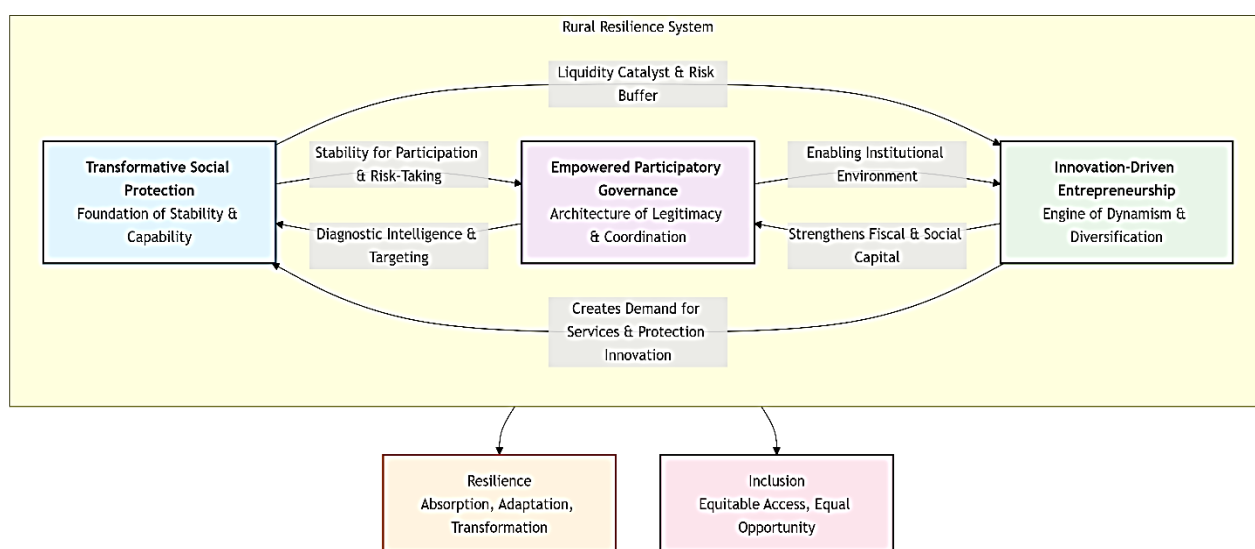 Rural Resilience System
Liquidity Catalyst & Risk
Buffer
Transformative Social
Protection
Foundation of Stability &
Capability
Stability for Participation
& Risk-Taking
Diagnostic Intelligence &
Targeting
Empowered Participatory
Governance
Architecture of Legitimacy
& Coordination
Enabling Institutional
Environment
Strengthens Fiscal & Social
Capital
Innovation-Driven
Entrepreneurship
Engine of Dynamism &
Diversification
Creates Demand for
Services & Protection
Innovation
Resilience
Absorption, Adaptation,
Transformation
Inclusion
Equitable Access, Equal
Opportunity